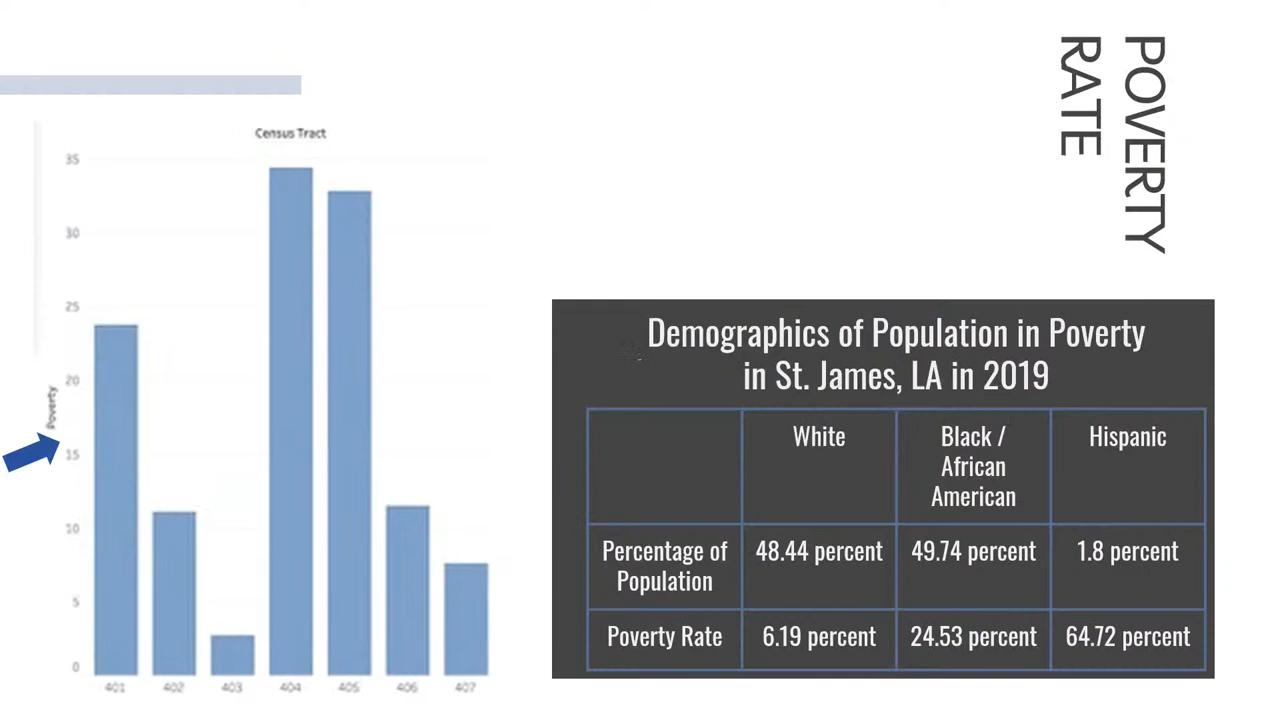 POVERTY
RATE
Census Tract
35
30
25
20
15
10
5
0
Poverty
401 402 403 404 405 406 407
Demographics of Population in Poverty
in St. James, LA in 2019
White
Black /
African
American
Hispanic
Percentage of
Population
48.44 percent
49.74 percent
1.8 percent
Poverty Rate
6.19 percent
24.53 percent
64.72 percent